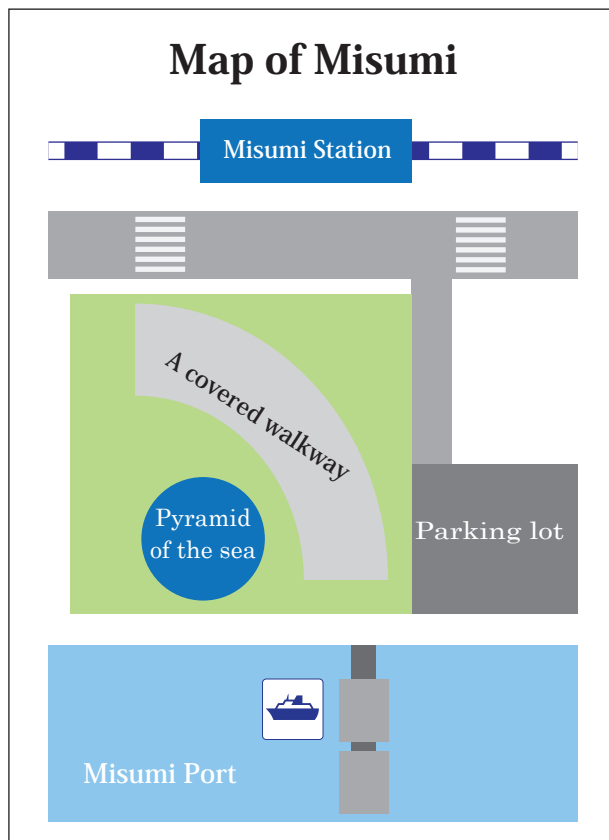 Map of Misumi
Misumi Station
A covered walkway
Pyramid
of the sea
Parking lot
Misumi Port